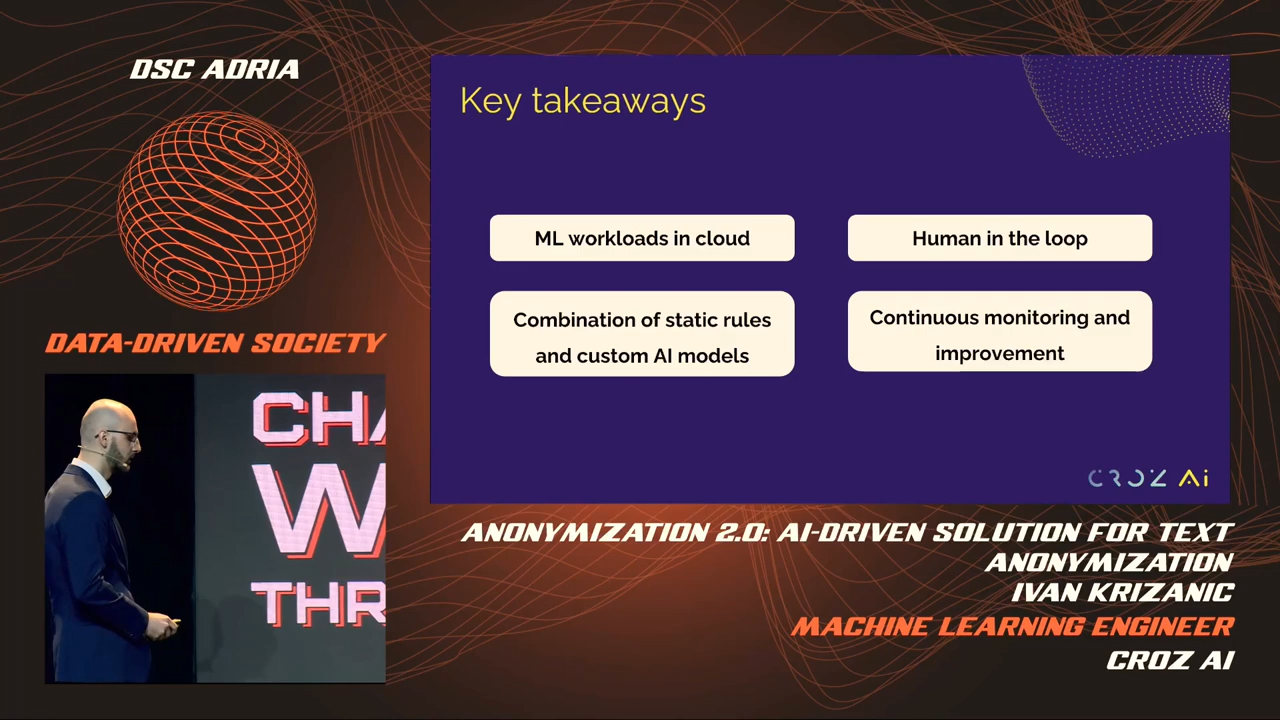 DSC ADRIA
DATA-DRIVEN SOCIETY
CHA
W
THR
Key takeaways
ML workloads in cloud
Human in the loop
Combination of static rules
and custom AI models
Continuous monitoring and
improvement
CROZ Ai
ANONYMIZATION 2.0: AI-DRIVEN SOLUTION FOR TEXT
ANONYMIZATION
IVAN KRIZANIC
MACHINE LEARNING ENGINEER
CROZ AI